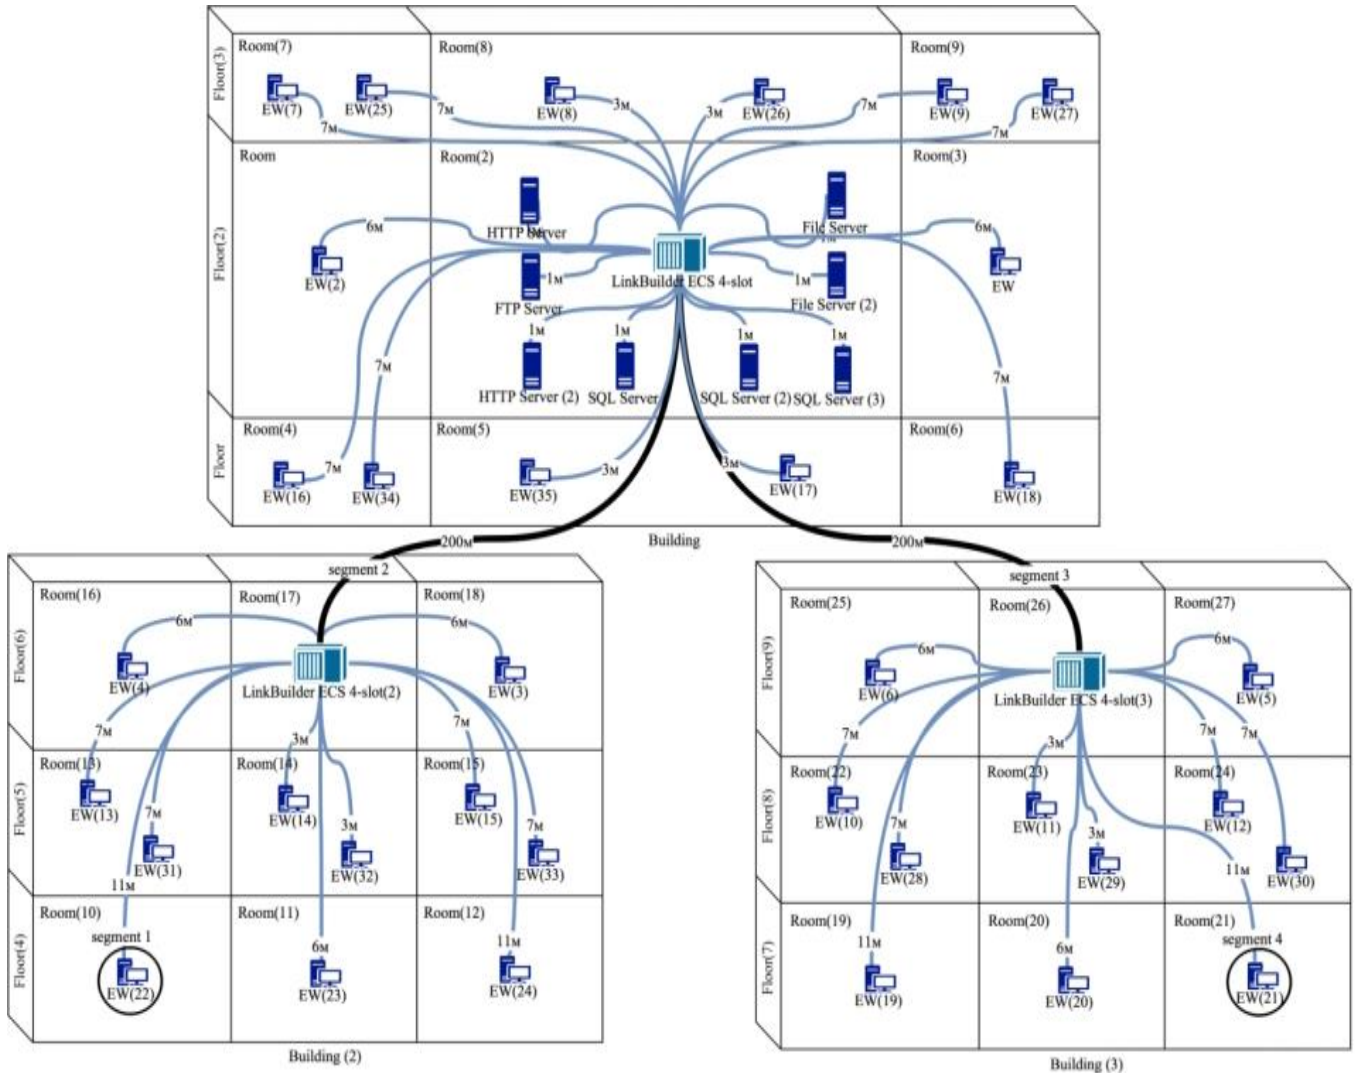 Floor(3)
Room(7)
Room(8)
Room(9)
EW(7)
EW(25)
EW(8)
EW(26)
EW(9)
EW(27)
7м
7м
3м
3м
7м
7м
Floor(2)
Room
Room(2)
Room(3)
HTTP Server
File Server
6м
6м
EW(2)
EW
LinkBuilder ECS 4-slot
FTP Server
1м
1м
File Server (2)
1м
1м
1м
1м
HTTP Server (2)
SQL Server
SQL Server (2)
SQL Server (3)
7м
7м
Floor
Room(4)
Room(5)
Room(6)
7м
3м
3м
EW(16)
EW(34)
EW(35)
EW(17)
EW(18)
200м
200м
Building
segment 2
segment 3
Floor(6)
Room(16)
Room(17)
Room(18)
6м
6м
EW(4)
LinkBuilder ECS 4-slot(2)
EW(3)
7м
3м
7м
Floor(5)
Room(13)
Room(14)
Room(15)
EW(13)
EW(14)
EW(15)
7м
3м
7м
EW(31)
EW(32)
EW(33)
11м
Floor(4)
Room(10)
Room(11)
Room(12)
segment 1
6м
11м
EW(22)
EW(23)
EW(24)
Building (2)
Floor(9)
Room(25)
Room(26)
Room(27)
6м
6м
EW(6)
LinkBuilder ECS 4-slot(3)
EW(5)
7м
3м
7м
7м
Floor(8)
Room(22)
Room(23)
Room(24)
EW(10)
EW(11)
EW(12)
7м
3м
EW(28)
EW(29)
11м
EW(30)
Floor(7)
Room(19)
Room(20)
Room(21)
11м
6м
segment 4
EW(19)
EW(20)
EW(21)
Building (3)